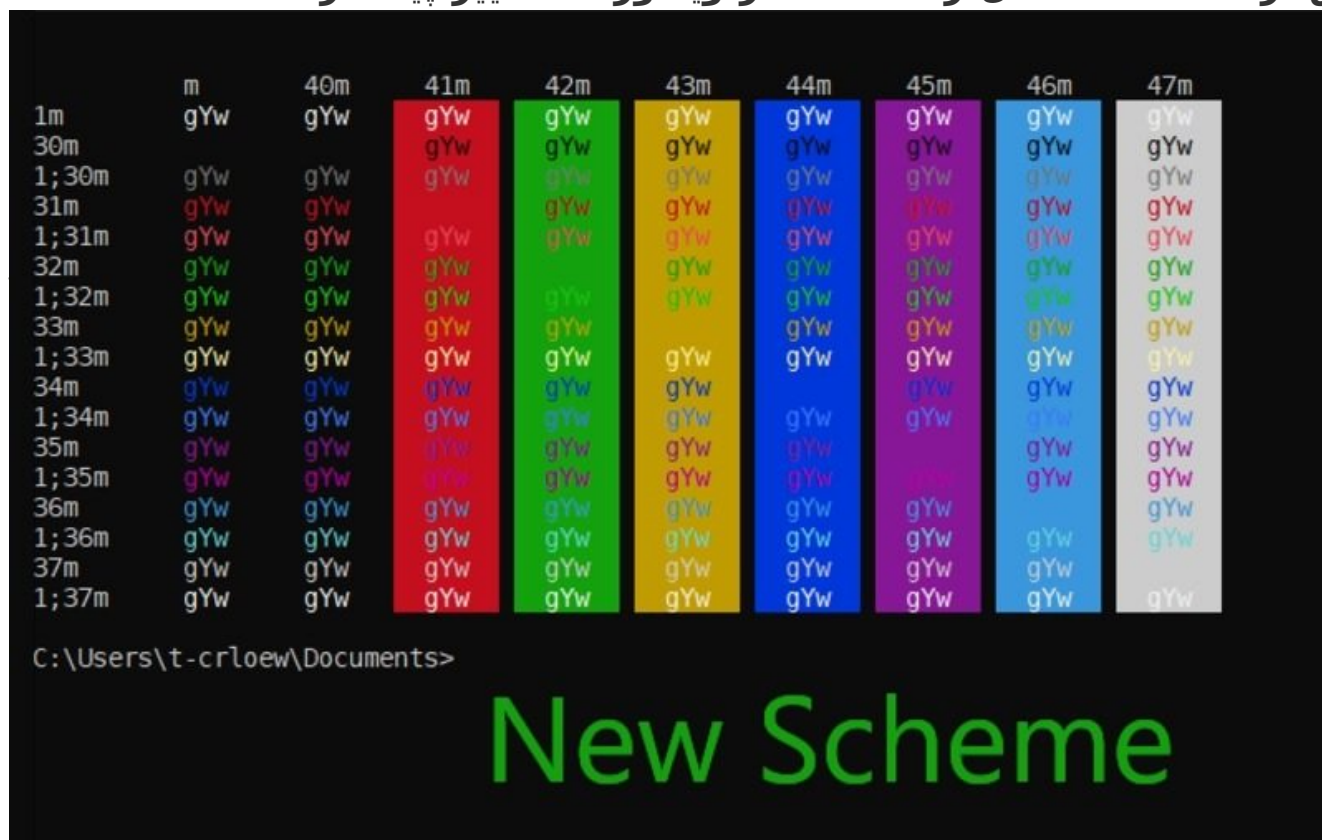 m 40m 41m 42m 43m 44m 45m 46m 47m
1m gYw gYw gYw gYw gYw gYw gYw gYw gYw
30m gYw gYw gYw gYw gYw gYw gYw
1;30m gYw gYw gYw gYw gYw gYw gYw gYw gYw
31m gYw gYw gYw gYw gYw gYw gYw gYw
1;31m gYw gYw gYw gYw gYw gYw gYw gYw gYw
32m gYw gYw gYw gYw gYw gYw gYw gYw
1;32m gYw gYw gYw gYw gYw gYw gYw gYw gYw
33m gYw gYw gYw gYw gYw gYw gYw gYw
1;33m gYw gYw gYw gYw gYw gYw gYw gYw gYw
34m gYw gYw gYw gYw gYw gYw gYw gYw
1;34m gYw gYw gYw gYw gYw gYw gYw gYw gYw
35m gYw gYw gYw gYw gYw gYw gYw gYw
1;35m gYw gYw gYw gYw gYw gYw gYw gYw gYw
36m gYw gYw gYw gYw gYw gYw gYw gYw
1;36m gYw gYw gYw gYw gYw gYw gYw gYw gYw
37m gYw gYw gYw gYw gYw gYw gYw gYw
1;37m gYw gYw gYw gYw gYw gYw gYw gYw gYw
C:\Users\t-crloew\Documents>
New Scheme